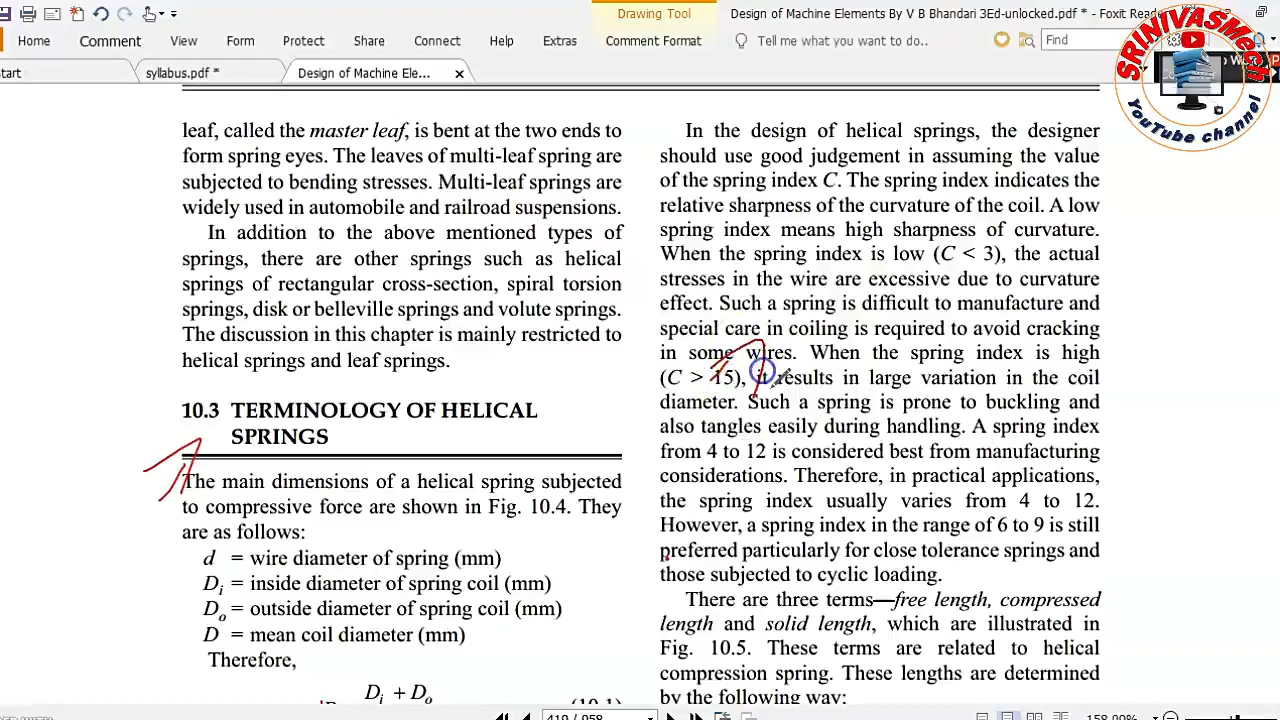 Drawing Tool
Design of Machine Elements By V B Bhandari 3Ed-unlocked.pdf * - Foxit Rea
Home
Comment
View
Form
Protect
Share
Connect
Help
Extras
Comment Format
Tell me what you want to do..
Find
tart
syllabus.pdf *
Design of Machine Ele...
SRINIVASMech
YouTube channel
leaf, called the master leaf, is bent at the two ends to
form spring eyes. The leaves of multi-leaf spring are
subjected to bending stresses. Multi-leaf springs are
widely used in automobile and railroad suspensions.
In addition to the above mentioned types of
springs, there are other springs such as helical
springs of rectangular cross-section, spiral torsion
springs, disk or belleville springs and volute springs.
The discussion in this chapter is mainly restricted to
helical springs and leaf springs.
10.3 TERMINOLOGY OF HELICAL
SPRINGS
The main dimensions of a helical spring subjected
to compressive force are shown in Fig. 10.4. They
are as follows:
d = wire diameter of spring (mm)
Di = inside diameter of spring coil (mm)
Do = outside diameter of spring coil (mm)
D = mean coil diameter (mm)
Therefore,
Di + Do
(10.1)
In the design of helical springs, the designer
should use good judgement in assuming the value
of the spring index C. The spring index indicates the
relative sharpness of the curvature of the coil. A low
spring index means high sharpness of curvature.
When the spring index is low (C < 3), the actual
stresses in the wire are excessive due to curvature
effect. Such a spring is difficult to manufacture and
special care in coiling is required to avoid cracking
in some wires. When the spring index is high
(C > 15), it results in large variation in the coil
diameter. Such a spring is prone to buckling and
also tangles easily during handling. A spring index
from 4 to 12 is considered best from manufacturing
considerations. Therefore, in practical applications,
the spring index usually varies from 4 to 12.
However, a spring index in the range of 6 to 9 is still
preferred particularly for close tolerance springs and
those subjected to cyclic loading.
There are three terms—free length, compressed
length and solid length, which are illustrated in
Fig. 10.5. These terms are related to helical
compression spring. These lengths are determined
by the following way:
419 / 958
158.00%